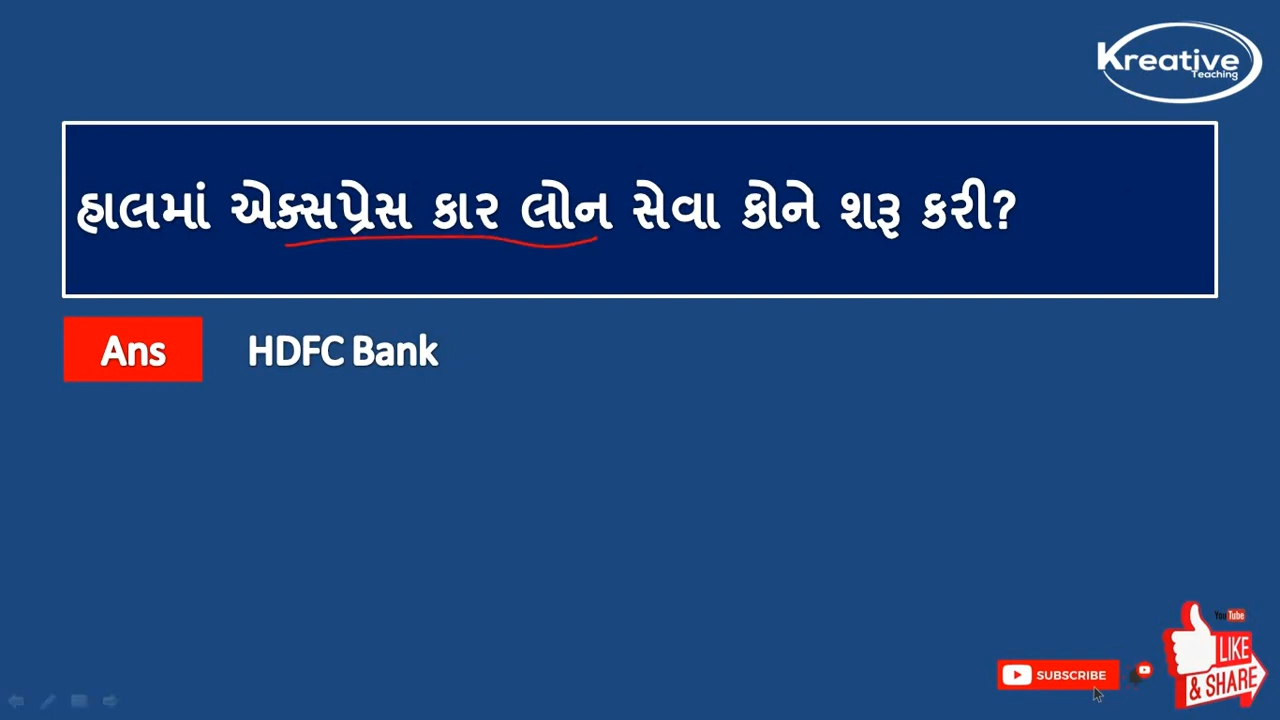 Kreative
Teaching
હાલમાં એક્સપ્રેસ કાર લોન સેવા કોને શરૂ કરી?
Ans HDFC Bank
YouTube
LIKE
& SHARE
SUBSCRIBE